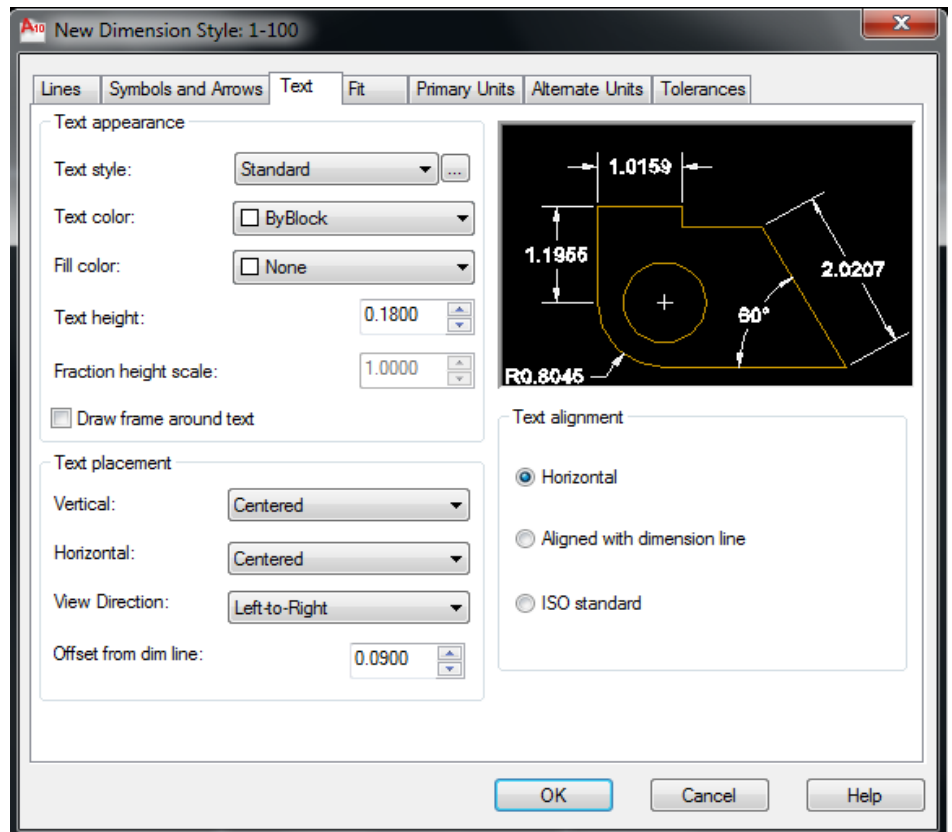 A10 New Dimension Style: 1-100
Lines Symbols and Arrows Text Fit Primary Units Alternate Units Tolerances
Text appearance
Text style: Standard ...
Text color: ByBlock
Fill color: None
Text height: 0.1800
Fraction height scale: 1.0000
Draw frame around text
Text placement
Vertical: Centered
Horizontal: Centered
View Direction: Left-to-Right
Offset from dim line: 0.0900
1.0159
1.1955
2.0207
60°
R0.8045
Text alignment
Horizontal
Aligned with dimension line
ISO standard
OK Cancel Help